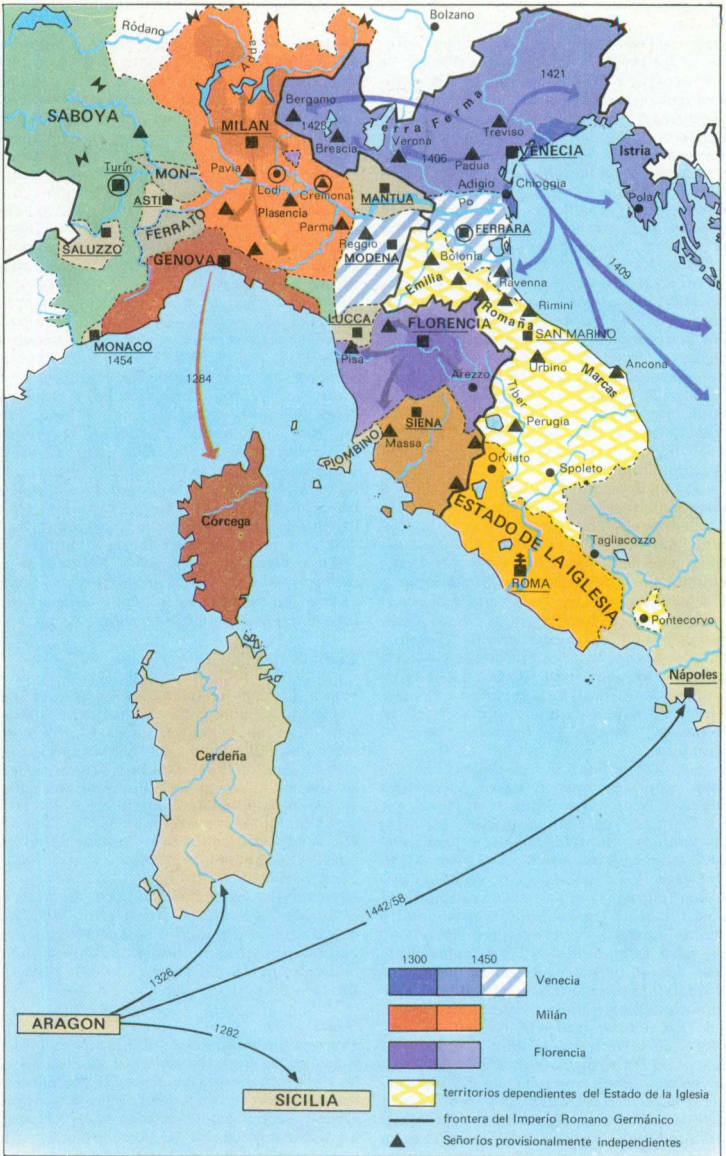 Ródano
Bolzano
Adda
1421
SABOYA
Bergamo
1428
Terra Ferma
Treviso
MILAN
Brescia
Verona
1406
Padua
VENECIA
Istria
Turín
MON-
Pavia
Lodi
Cremona
MANTUA
Adigio
Chioggia
Pola
ASTI
Plasencia
Po
FERRATO
Parma
Reggio
FERRARA
SALUZZO
GENOVA
MODENA
Bolonia
Emilia
Ravenna
1409
LUCCA
FLORENCIA
Romaña
Rimini
MONACO
1454
SAN MARINO
Pisa
Urbino
Ancona
1284
Arezzo
Tiber
Marcas
SIENA
Perugia
PIOMBINO
Massa
Orvieto
Spoleto
ESTADO DE LA IGLESIA
Córcega
Tagliacozzo
ROMA
Pontecorvo
Nápoles
Cerdeña
1442/58
1326
ARAGON
1282
SICILIA
1300 1450
Venecia
Milán
Florencia
territorios dependientes del Estado de la Iglesia
frontera del Imperio Romano Germánico
Señoríos provisionalmente independientes